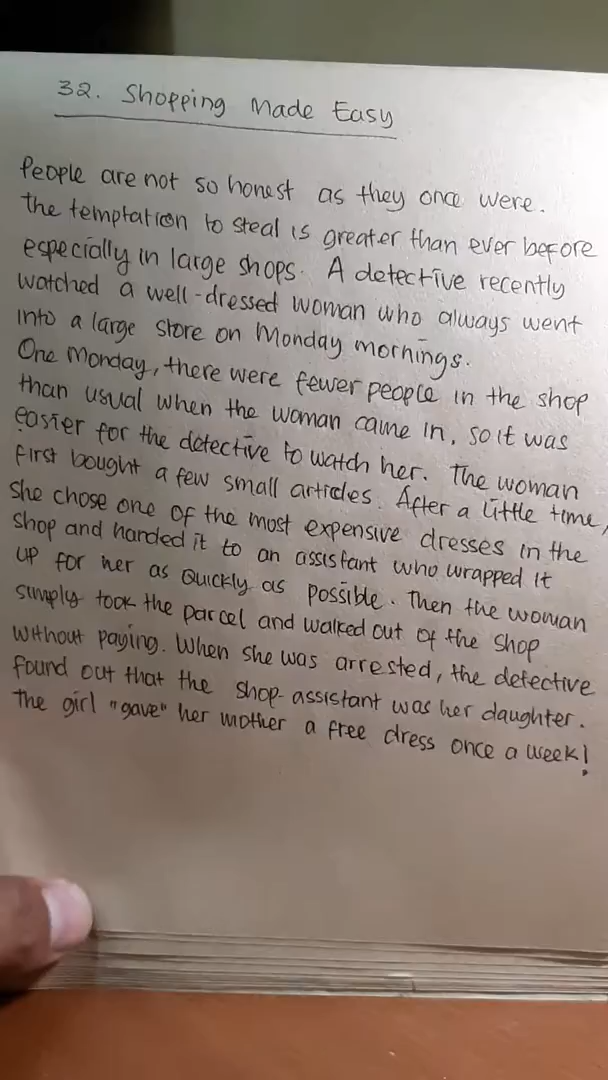 32. Shopping Made Easy
People are not so honest as they once were.
The temptation to steal is greater than ever before
especially in large shops. A detective recently
watched a well-dressed woman who always went
into a large store on Monday mornings.
One Monday, there were fewer people in the shop
than usual when the woman came in, so it was
easier for the detective to watch her. The woman
first bought a few small articles. After a little time,
she chose one of the most expensive dresses in the
shop and handed it to an assistant who wrapped it
up for her as quickly as possible. Then the woman
simply took the parcel and walked out of the shop
without paying. When she was arrested, the detective
found out that the shop-assistant was her daughter.
The girl "gave" her mother a free dress once a week!